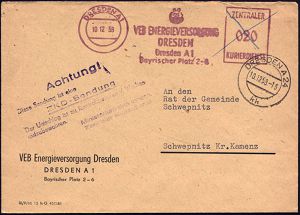 DRESDEN A1
10.12.58
VEB ENERGIEVERSORGUNG
DRESDEN
Dresden A 1
Bayrischer Platz 2-6
ZENTRALER
020
KURIERDIENST
DRESDEN A 24
Achtung!
Diese Sendung ist eine
ZKD-Sendung
An den
Rat der Gemeinde
Schwepnitz
Schwepnitz Kr. Kamenz
VEB Energieversorgung Dresden
DRESDEN A 1
Bayrischer Platz 2-6